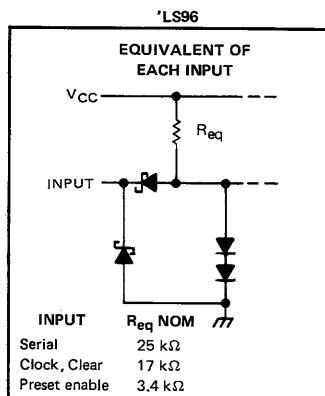 'LS96
EQUIVALENT OF
EACH INPUT
VCC
Req
INPUT
INPUT Req NOM
Serial 25 kΩ
Clock, Clear 17 kΩ
Preset enable 3.4 kΩ